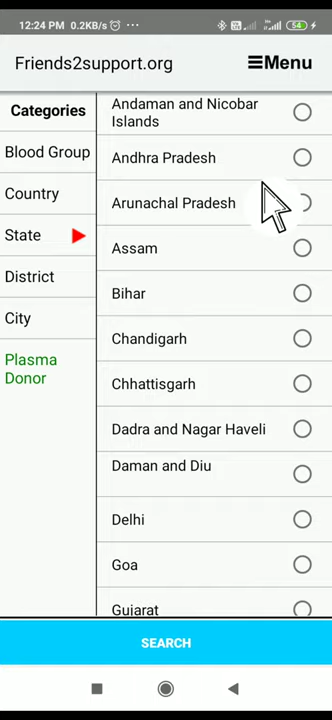 12:24 PM 0.2KB/s ···
54
Friends2support.org
Menu
Categories
Blood Group
Country
State
District
City
Plasma
Donor
Andaman and Nicobar
Islands
Andhra Pradesh
Arunachal Pradesh
Assam
Bihar
Chandigarh
Chhattisgarh
Dadra and Nagar Haveli
Daman and Diu
Delhi
Goa
Gujarat
SEARCH